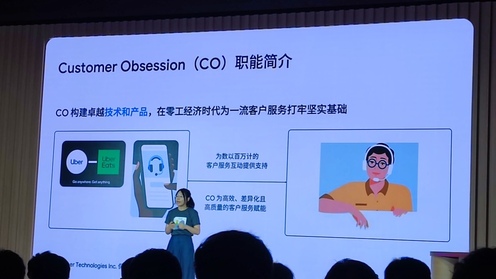 Customer Obsession（CO）职能简介
CO 构建卓越技术和产品，在零工经济时代为一流客户服务打牢坚实基础
Uber
Uber
Eats
Go anywhere. Get anything
为数以百万计的
客户服务互动提供支持
CO 为高效、差异化且
高质量的客户服务赋能
Technologies Inc.